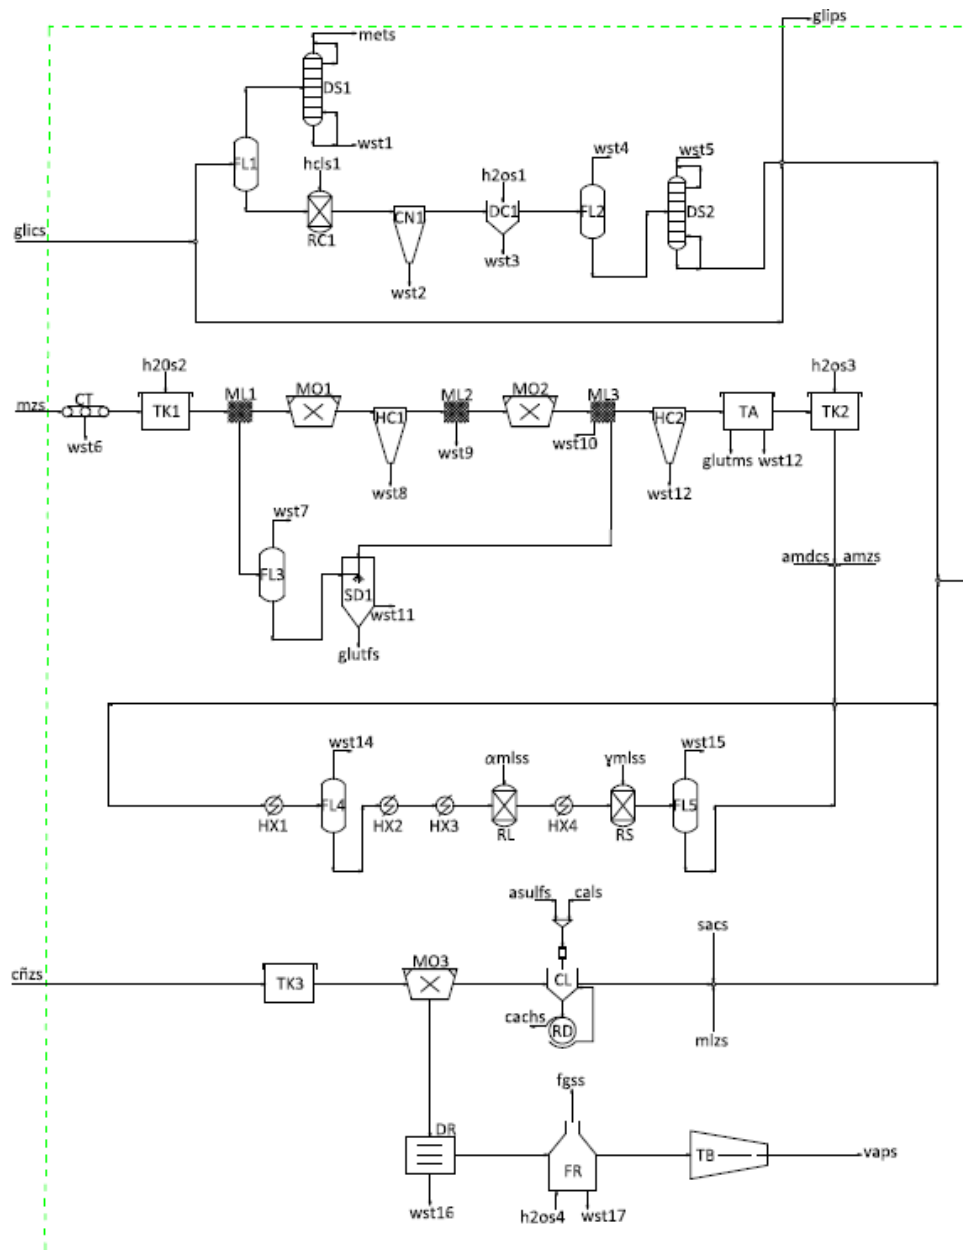 glips
mets
DS1
wst1
FL1
hcls1
RC1
CN1
wst2
h2os1
DC1
wst3
wst4
FL2
wst5
DS2
glics
mzs
CT
wst6
h20s2
TK1
ML1
MO1
HC1
wst8
ML2
wst9
MO2
ML3
wst10
HC2
wst12
TA
glutms
wst12
h2os3
TK2
wst7
FL3
SD1
wst11
glutfs
amdcs
amzs
HX1
wst14
FL4
HX2
HX3
αmlss
RL
HX4
γmlss
RS
wst15
FL5
cñzs
TK3
MO3
asulfs
cals
CL
cachs
RD
sacs
mlzs
DR
wst16
fgss
FR
h2os4
wst17
TB
vaps